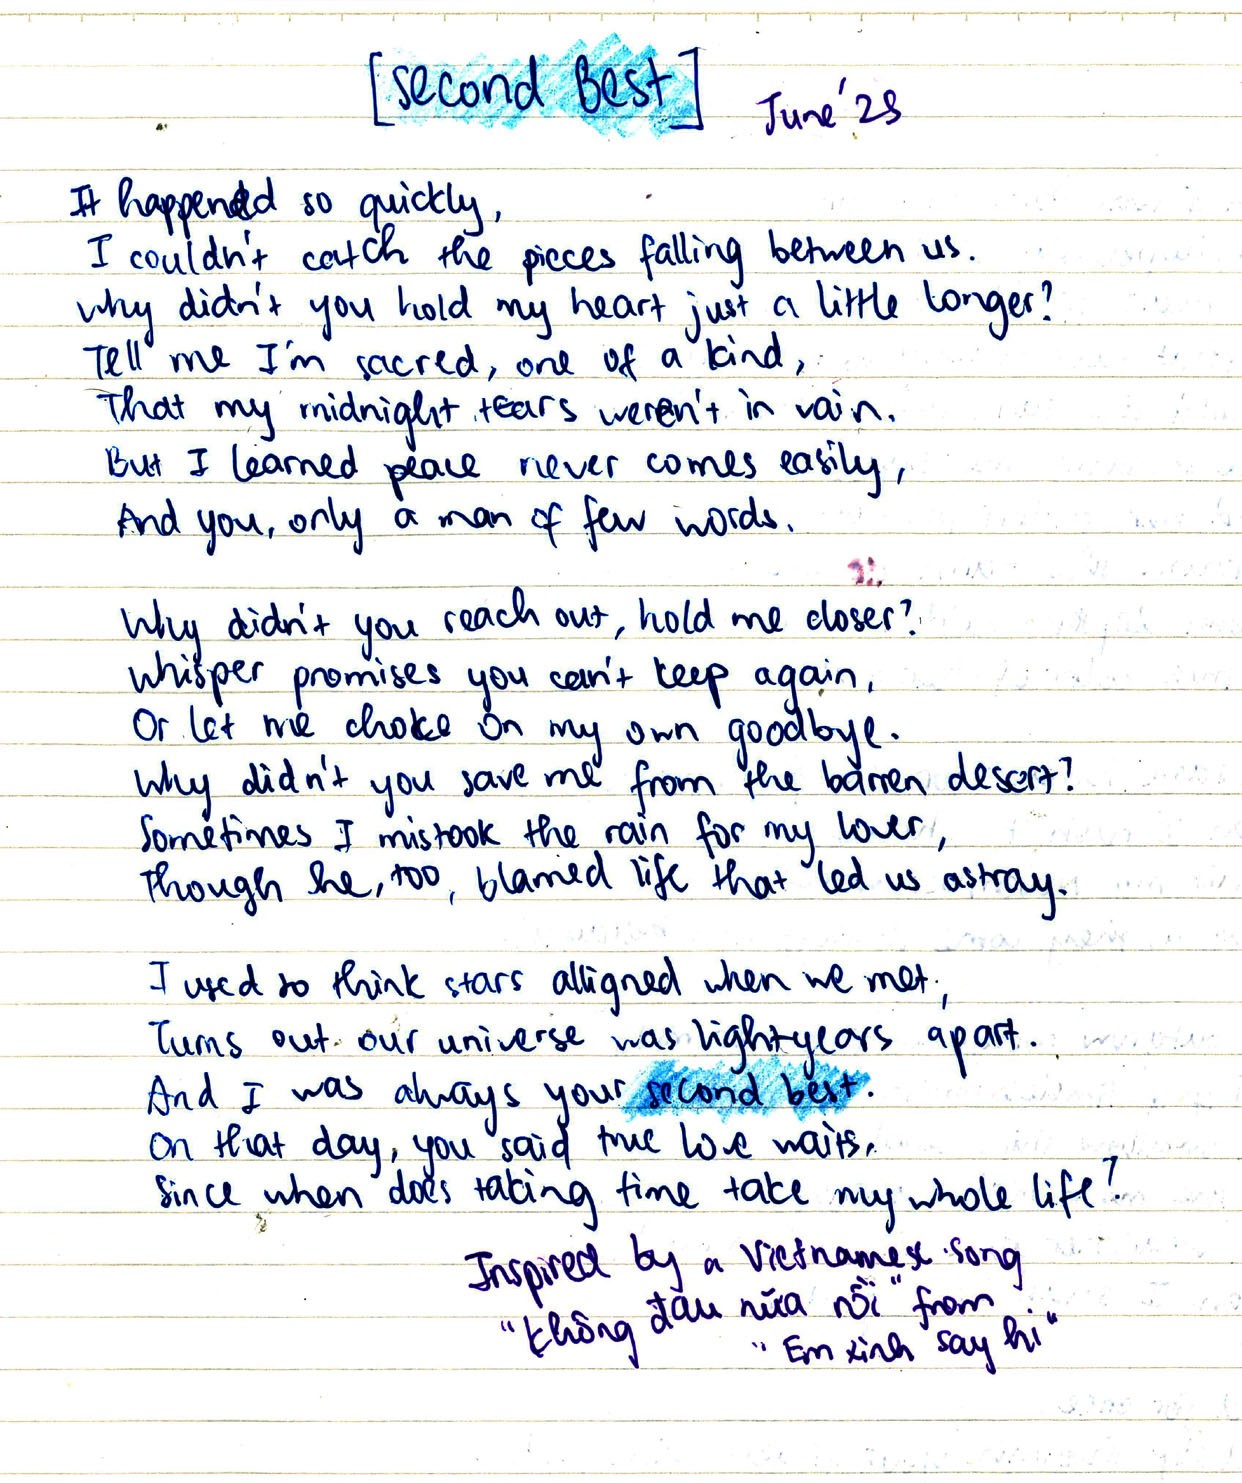 [Second Best]
June '25
It happened so quickly,
I couldn't catch the pieces falling between us.
Why didn't you hold my heart just a little longer?
Tell me I'm sacred, one of a kind,
That my midnight tears weren't in vain.
But I learned peace never comes easily,
And you, only a man of few words.
Why didn't you reach out, hold me closer?
Whisper promises you can't keep again,
Or let me choke on my own goodbye.
Why didn't you save me from the barren desert?
Sometimes I mistook the rain for my lover,
Though he, too, blamed life that led us astray.
I used to think stars alligned when we met,
Turns out our universe was lightyears apart.
And I was always your second best.
On that day, you said true love waits,
Since when does taking time take my whole life?
Inspired by a Vietnamese song
"Không đau nữa rồi" from
"Em xinh say hi"